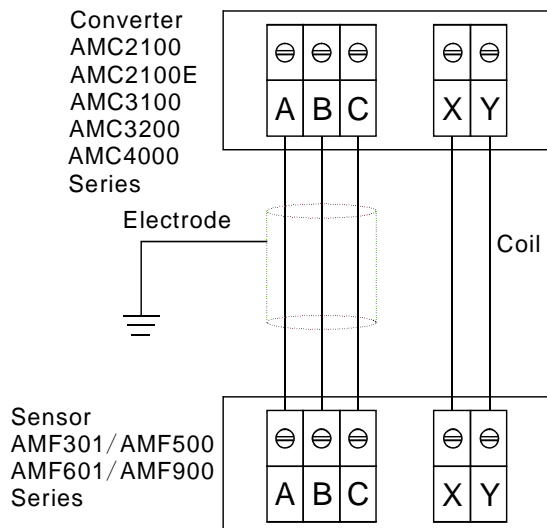 Converter
AMC2100
AMC2100E
AMC3100
AMC3200
AMC4000
Series
A B C X Y
Electrode
Coil
Sensor
AMF301/AMF500
AMF601/AMF900
Series
A B C X Y